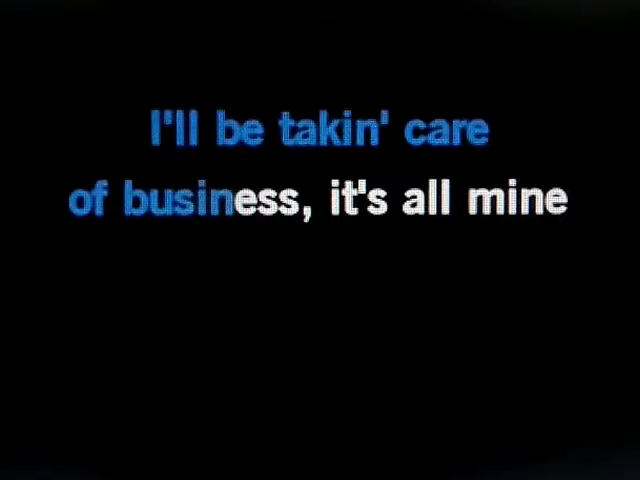 I'll be takin' care
of business, it's all mine